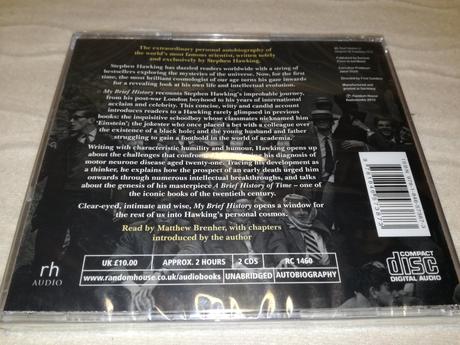 The extraordinary personal autobiography of
the world's most famous scientist, written solely
and exclusively by Stephen Hawking.
Stephen Hawking has dazzled readers worldwide with a string of
bestsellers exploring the mysteries of the universe. Now, for the first
time, the most brilliant cosmologist of our age turns his gaze inwards
for a revealing look at his own life and intellectual evolution.
My Brief History recounts Stephen Hawking's improbable journey,
from his post-war London boyhood to his years of international
acclaim and celebrity. This concise, witty and candid account
introduces readers to a Hawking rarely glimpsed in previous
books: the inquisitive schoolboy whose classmates nicknamed him
'Einstein'; the jokester who once placed a bet with a colleague over
the existence of a black hole; and the young husband and father
struggling to gain a foothold in the world of academia.
Writing with characteristic humility and humour, Hawking opens up
about the challenges that his diagnosis of
motor neurone disease aged twenty-one. Tracing his development as
a thinker, he explains how the prospect of an early death urged him
onwards through numerous intellectual breakthroughs, and talks
about the genesis of his masterpiece A Brief History of Time – one of
the iconic books of the twentieth century.
Clear-eyed, intimate and wise, My Brief History opens a window for
the rest of us into Hawking's personal cosmos.
Read by Matthew Brenher, with chapters
introduced by the author
rh
AUDIO
UK £10.00 APPROX. 2 HOURS 2 CDS RC 1460
www.randomhouse.co.uk/audiobooks UNABRIDGED AUTOBIOGRAPHY
COMPACT
disc
DIGITAL AUDIO